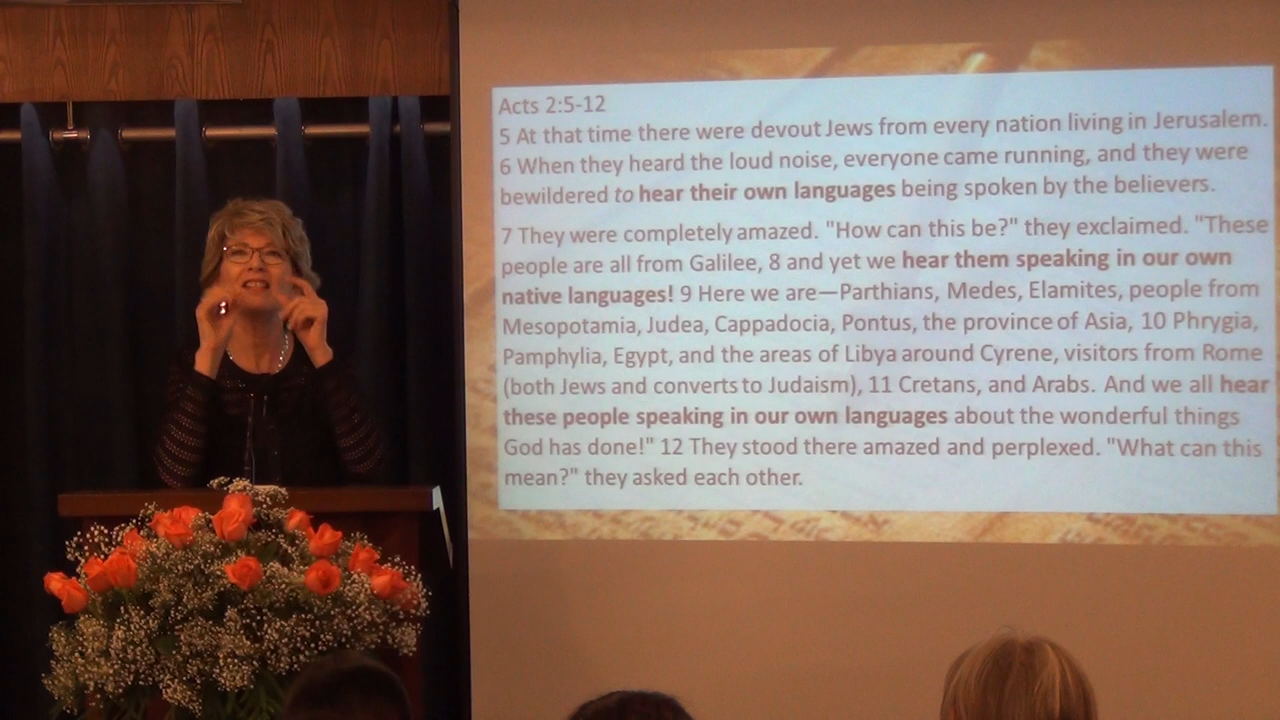 Acts 2:5-12
5 At that time there were devout Jews from every nation living in Jerusalem.
6 When they heard the loud noise, everyone came running, and they were
bewildered to hear their own languages being spoken by the believers.
7 They were completely amazed. "How can this be?" they exclaimed. "These
people are all from Galilee, 8 and yet we hear them speaking in our own
native languages! 9 Here we are—Parthians, Medes, Elamites, people from
Mesopotamia, Judea, Cappadocia, Pontus, the province of Asia, 10 Phrygia,
Pamphylia, Egypt, and the areas of Libya around Cyrene, visitors from Rome
(both Jews and converts to Judaism), 11 Cretans, and Arabs. And we all hear
these people speaking in our own languages about the wonderful things
God has done!" 12 They stood there amazed and perplexed. "What can this
mean?" they asked each other.